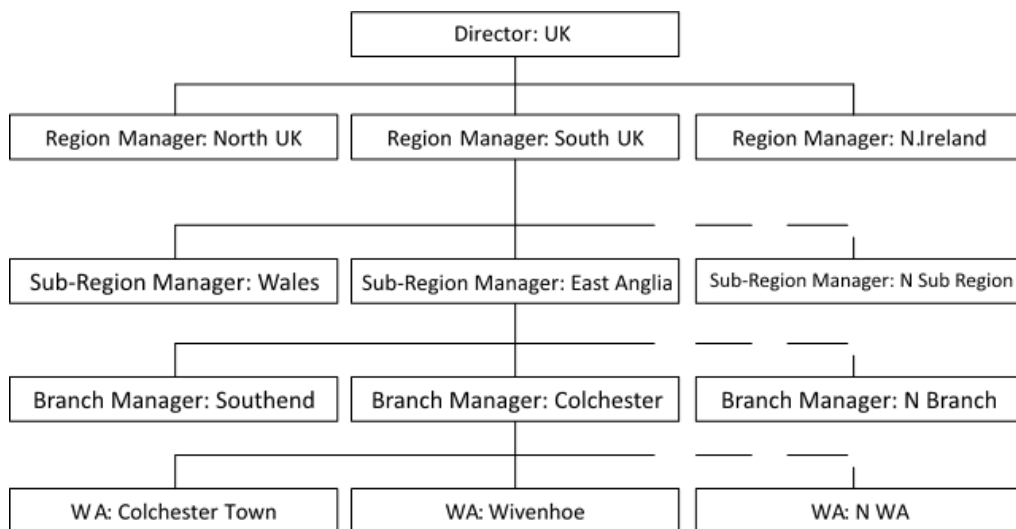 Director: UK
Region Manager: North UK
Region Manager: South UK
Region Manager: N.Ireland
Sub-Region Manager: Wales
Sub-Region Manager: East Anglia
Sub-Region Manager: N Sub Region
Branch Manager: Southend
Branch Manager: Colchester
Branch Manager: N Branch
WA: Colchester Town
WA: Wivenhoe
WA: N WA